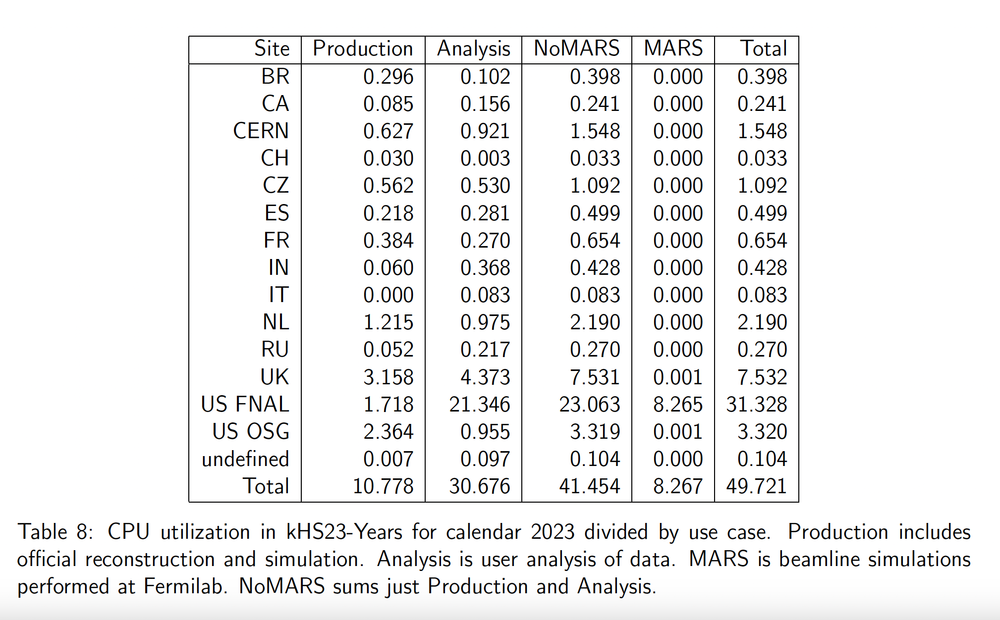 Site Production Analysis NoMARS MARS Total
BR 0.296 0.102 0.398 0.000 0.398
CA 0.085 0.156 0.241 0.000 0.241
CERN 0.627 0.921 1.548 0.000 1.548
CH 0.030 0.003 0.033 0.000 0.033
CZ 0.562 0.530 1.092 0.000 1.092
ES 0.218 0.281 0.499 0.000 0.499
FR 0.384 0.270 0.654 0.000 0.654
IN 0.060 0.368 0.428 0.000 0.428
IT 0.000 0.083 0.083 0.000 0.083
NL 1.215 0.975 2.190 0.000 2.190
RU 0.052 0.217 0.270 0.000 0.270
UK 3.158 4.373 7.531 0.001 7.532
US FNAL 1.718 21.346 23.063 8.265 31.328
US OSG 2.364 0.955 3.319 0.001 3.320
undefined 0.007 0.097 0.104 0.000 0.104
Total 10.778 30.676 41.454 8.267 49.721
Table 8: CPU utilization in kHS23-Years for calendar 2023 divided by use case. Production includes
official reconstruction and simulation. Analysis is user analysis of data. MARS is beamline simulations
performed at Fermilab. NoMARS sums just Production and Analysis.